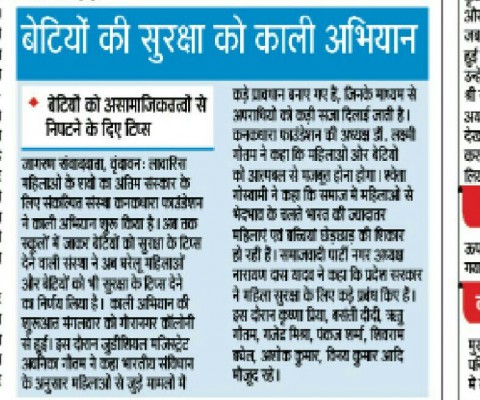 बेटियों की सुरक्षा को काली अभियान
बेटियों को असामाजिकतत्वों से
निपटने के दिए टिप्स
जागरण संवाददाता, वृंदावन: लावारिस
महिलाओं के शवों का अंतिम संस्कार के
लिए संकल्पित संस्था कनकधारा फाउंडेशन
ने काली अभियान शुरू किया है। अब तक
स्कूलों में जाकर बेटियों को सुरक्षा के टिप्स
देने वाली संस्था ने अब घरेलू महिलाओं
और बेटियों को भी सुरक्षा के टिप्स देने
का निर्णय लिया है। काली अभियान की
शुरूआत मंगलवार को गौरानगर कॉलोनी
से हुई। इस दौरान जुडीशियल मजिस्ट्रेट
अवनिका गौतम ने कहा भारतीय संविधान
के अनुसार महिलाओं से जुड़े मामलों में
कड़े प्रावधान बनाए गए है, जिनके माध्यम से
अपराधियों को कड़ी सजा दिलाई जाती है।
कनकधारा फाउंडेशन की अध्यक्ष डॉ. लक्ष्मी
गौतम ने कहा कि महिलाओं ओर बेटियों
को आत्मबल से मजबूत होना होगा। श्वेता
गोस्वामी ने कहा कि समाज में महिलाओं से
भेदभाव के चलते भारत की ज्यादातर
महिलाएं एवं बच्चियां छेड़छाड़ की शिकार
हो रही है। समाजवादी पार्टी नगर अध्यक्ष
नारायण दास यादव ने कहा कि प्रदेश सरकार
ने महिला सुरक्षा के लिए कड़े प्रबंध किए हैं।
इस दौरान कृष्णा प्रिया, बसंती दीदी, ऋतु
गौतम, गजेंद्र मिश्रा, पंकज शर्मा, शिवराम
बघेल, अशोक कुमार, विनय कुमार आदि
मौजूद रहे।